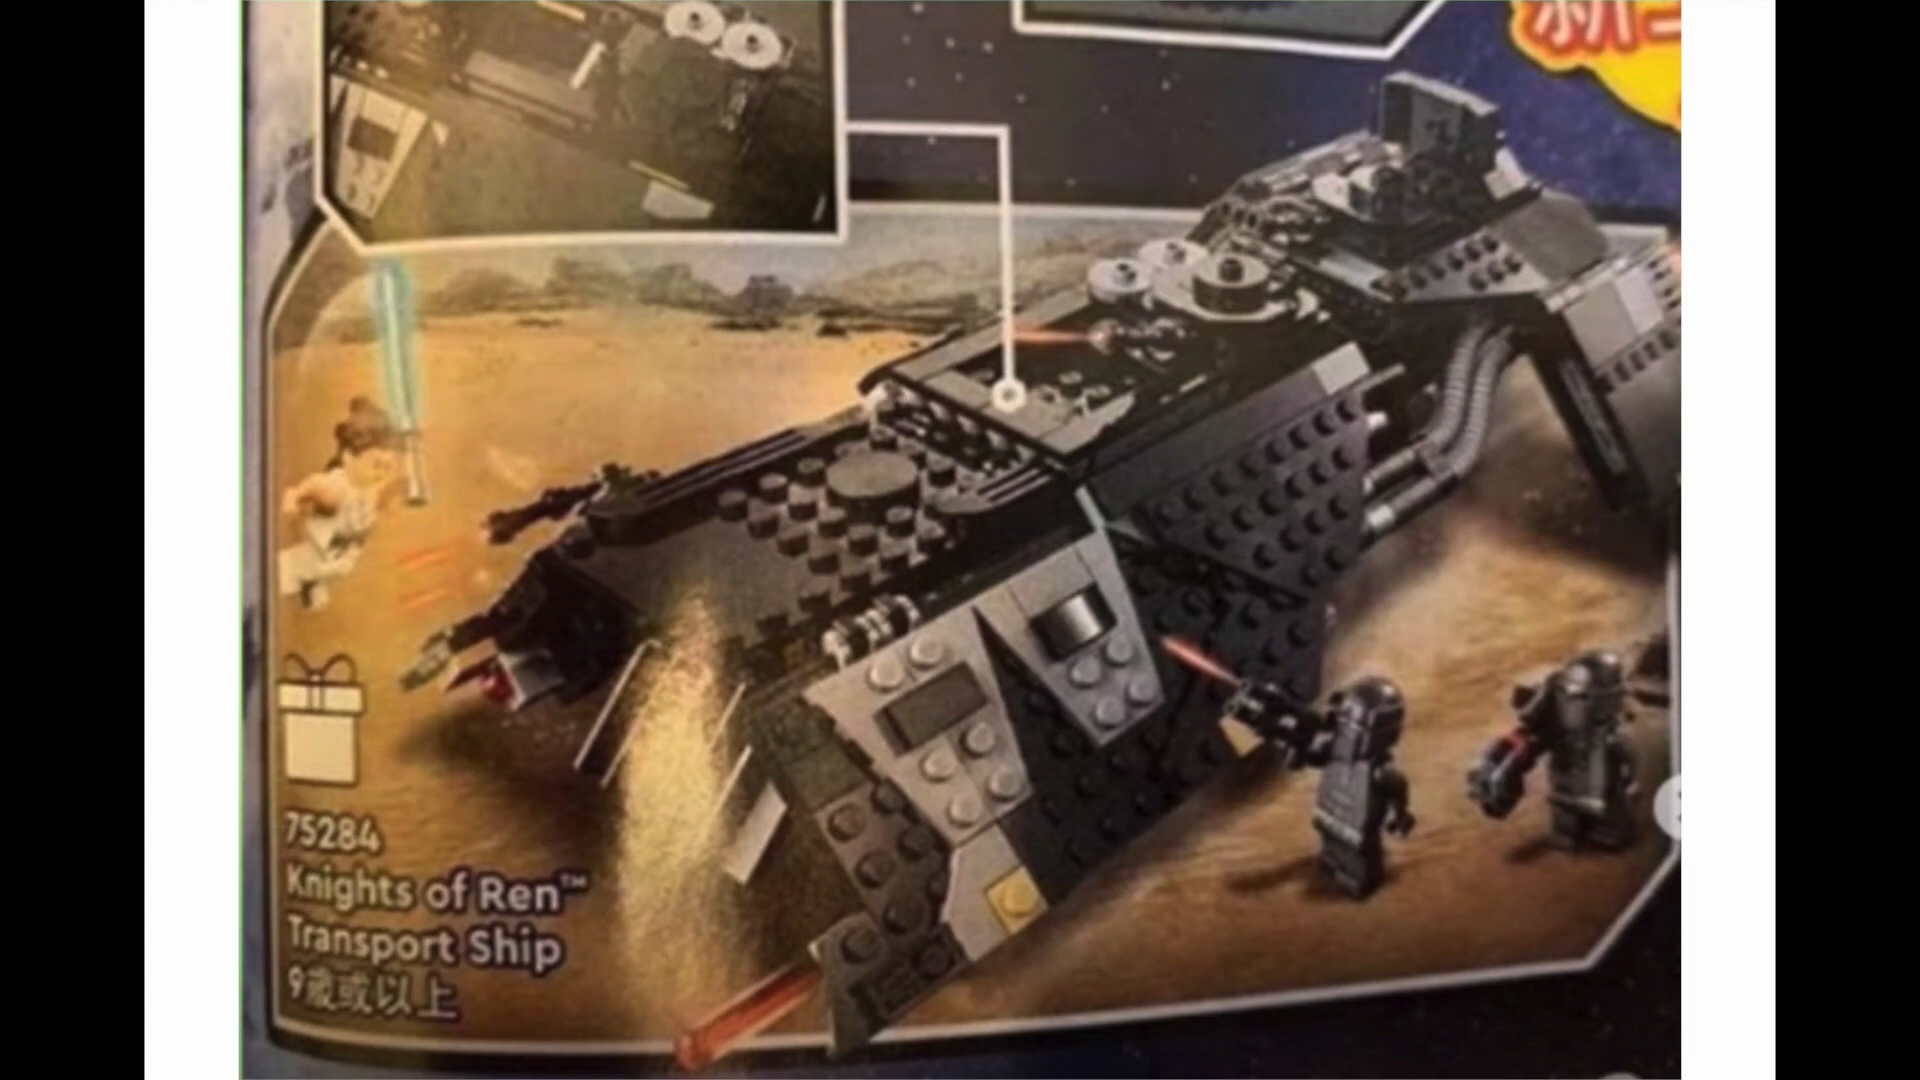 75284
Knights of Ren™
Transport Ship
9歲或以上